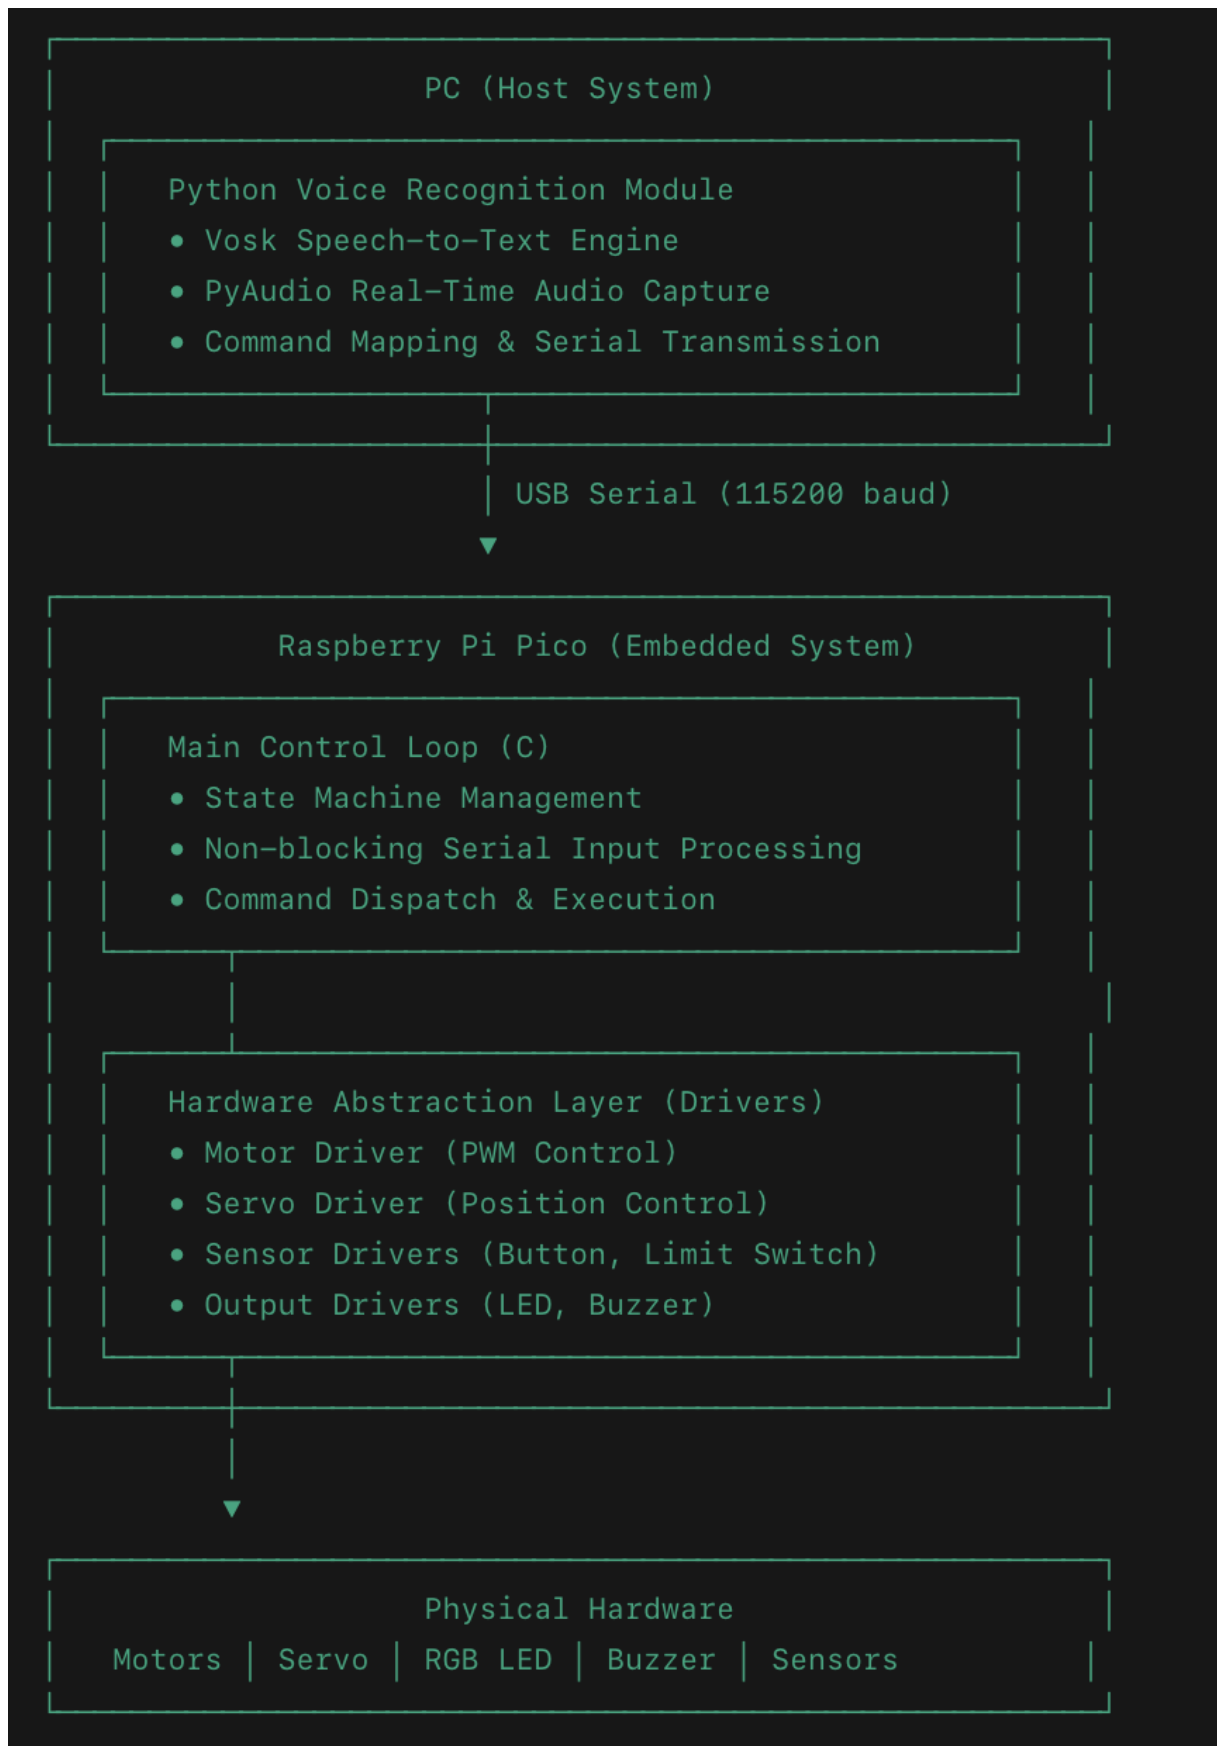 PC (Host System)
Python Voice Recognition Module
• Vosk Speech-to-Text Engine
• PyAudio Real-Time Audio Capture
• Command Mapping & Serial Transmission
USB Serial (115200 baud)
Raspberry Pi Pico (Embedded System)
Main Control Loop (C)
• State Machine Management
• Non-blocking Serial Input Processing
• Command Dispatch & Execution
Hardware Abstraction Layer (Drivers)
• Motor Driver (PWM Control)
• Servo Driver (Position Control)
• Sensor Drivers (Button, Limit Switch)
• Output Drivers (LED, Buzzer)
Physical Hardware
Motors │ Servo │ RGB LED │ Buzzer │ Sensors